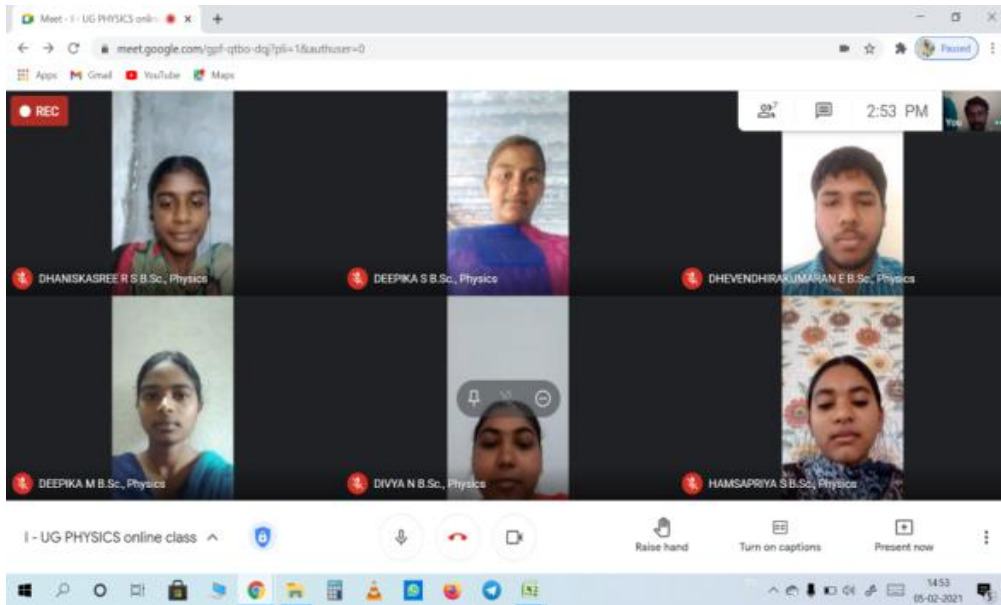 Meet - I - UG PHYSICS onlin
meet.google.com/gpf-qtbo-dqj?pli=1&authuser=0
Paused
Apps Gmail YouTube Maps
REC
7
2:53 PM
You
DHANISKASREE R S B.Sc., Physics
DEEPIKA S B.Sc., Physics
DHEVENDHIRAKUMARAN E B.Sc., Physics
DEEPIKA M B.Sc., Physics
DIVYA N B.Sc., Physics
HAMSAPRIYA S B.Sc., Physics
I - UG PHYSICS online class
Raise hand
Turn on captions
Present now
14:53
05-02-2021